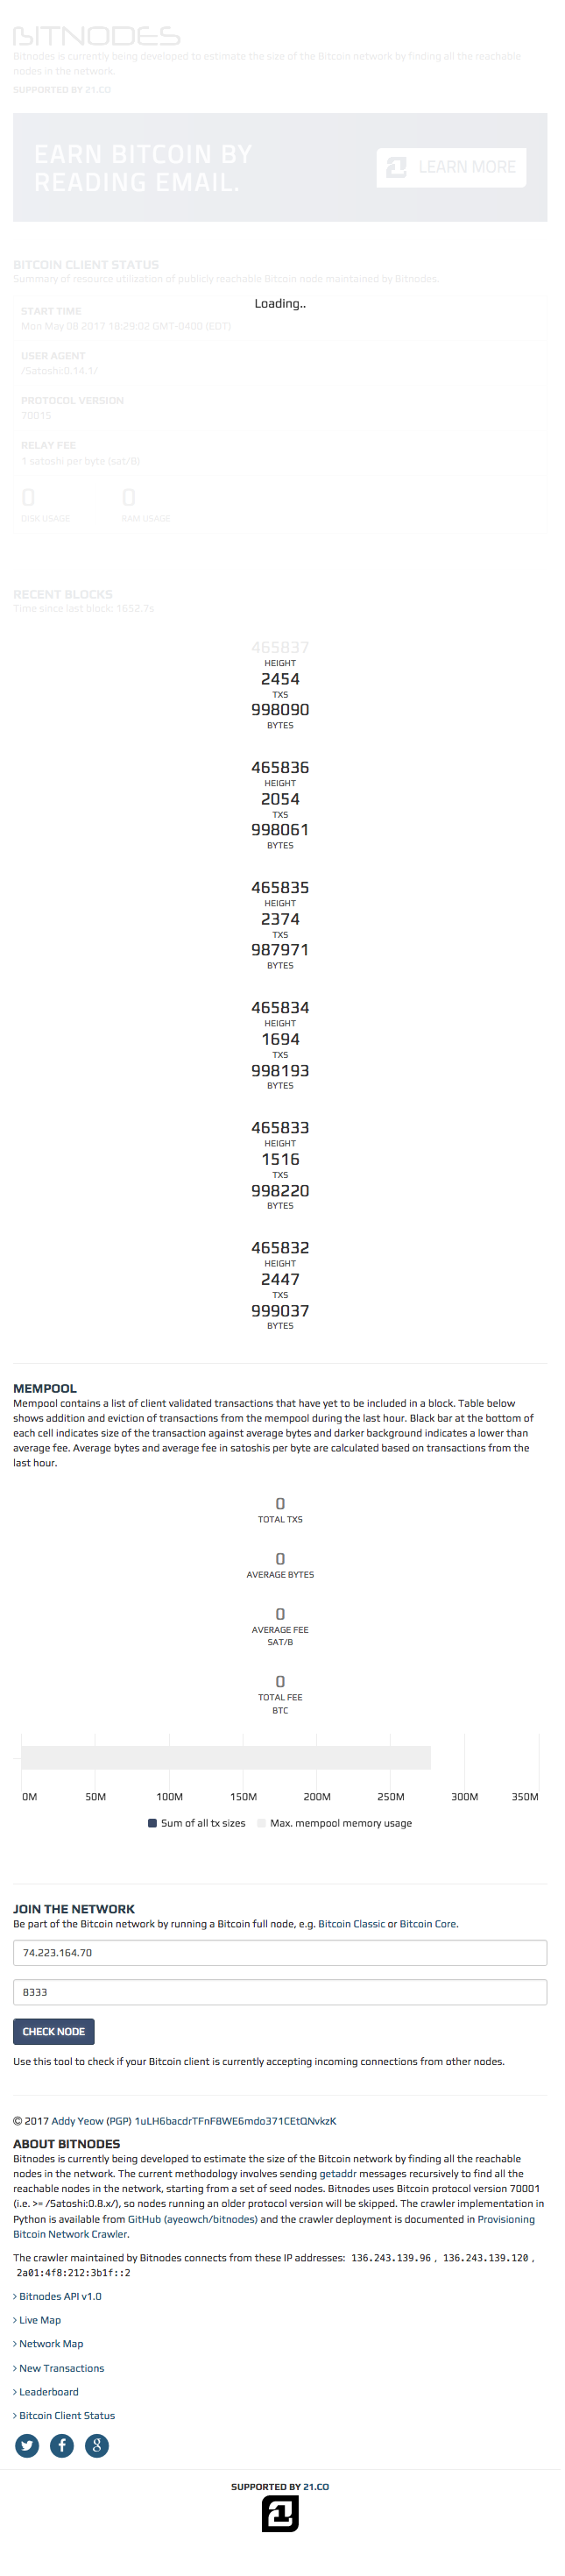 BITNODES
Bitnodes is currently being developed to estimate the size of the Bitcoin network by finding all the reachable
nodes in the network.
SUPPORTED BY 21.CO
EARN BITCOIN BY
READING EMAIL.
LEARN MORE
BITCOIN CLIENT STATUS
Summary of resource utilization of publicly reachable Bitcoin node maintained by Bitnodes.
Loading..
START TIME
Mon May 08 2017 18:29:02 GMT-0400 (EDT)
USER AGENT
/Satoshi:0.14.1/
PROTOCOL VERSION
70015
RELAY FEE
1 satoshi per byte (sat/B)
0 0
DISK USAGE RAM USAGE
RECENT BLOCKS
Time since last block: 1652.7s
465837
HEIGHT
2454
TXS
998090
BYTES
465836
HEIGHT
2054
TXS
998061
BYTES
465835
HEIGHT
2374
TXS
987971
BYTES
465834
HEIGHT
1694
TXS
998193
BYTES
465833
HEIGHT
1516
TXS
998220
BYTES
465832
HEIGHT
2447
TXS
999037
BYTES
MEMPOOL
Mempool contains a list of client validated transactions that have yet to be included in a block. Table below
shows addition and eviction of transactions from the mempool during the last hour. Black bar at the bottom of
each cell indicates size of the transaction against average bytes and darker background indicates a lower than
average fee. Average bytes and average fee in satoshis per byte are calculated based on transactions from the
last hour.
0
TOTAL TXS
0
AVERAGE BYTES
0
AVERAGE FEE
SAT/B
0
TOTAL FEE
BTC
0M 50M 100M 150M 200M 250M 300M 350M
Sum of all tx sizes Max. mempool memory usage
JOIN THE NETWORK
Be part of the Bitcoin network by running a Bitcoin full node, e.g. Bitcoin Classic or Bitcoin Core.
74.223.164.70
8333
CHECK NODE
Use this tool to check if your Bitcoin client is currently accepting incoming connections from other nodes.
© 2017 Addy Yeow (PGP) 1uLH6bacdrTFnF8WE6mdo371CEtQNvkzK
ABOUT BITNODES
Bitnodes is currently being developed to estimate the size of the Bitcoin network by finding all the reachable
nodes in the network. The current methodology involves sending getaddr messages recursively to find all the
reachable nodes in the network, starting from a set of seed nodes. Bitnodes uses Bitcoin protocol version 70001
(i.e. >= /Satoshi:0.8.x/), so nodes running an older protocol version will be skipped. The crawler implementation in
Python is available from GitHub (ayeowch/bitnodes) and the crawler deployment is documented in Provisioning
Bitcoin Network Crawler.
The crawler maintained by Bitnodes connects from these IP addresses: 136.243.139.96 , 136.243.139.120 ,
2a01:4f8:212:3b1f::2
> Bitnodes API v1.0
> Live Map
> Network Map
> New Transactions
> Leaderboard
> Bitcoin Client Status
SUPPORTED BY 21.CO